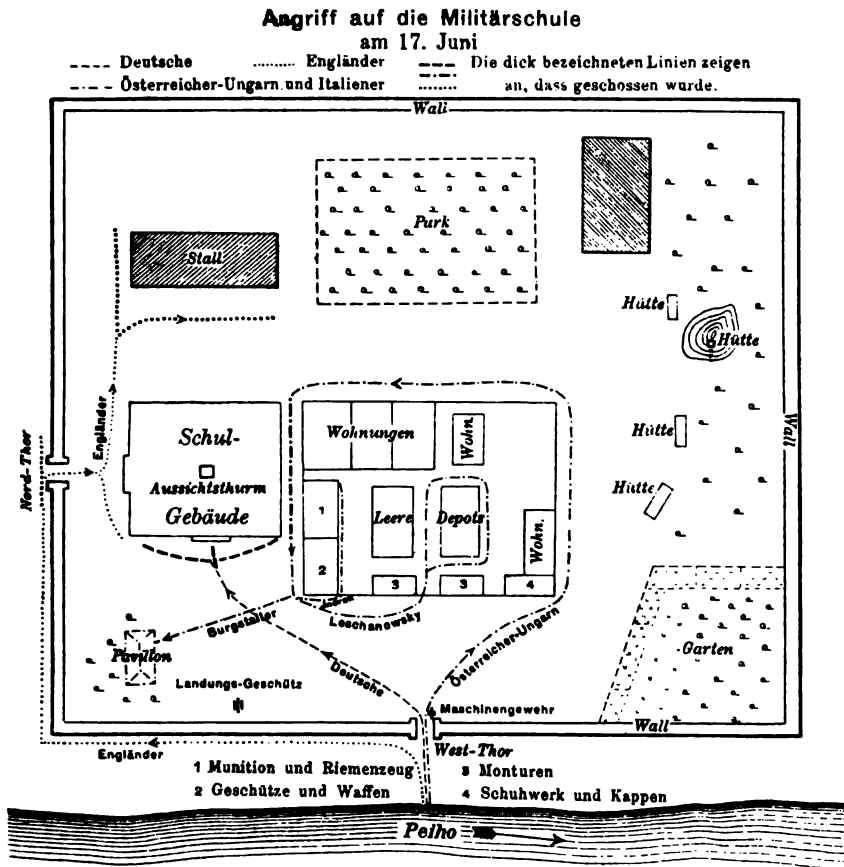 Angriff auf die Militärschule
am 17. Juni
Deutsche
Engländer
Die dick bezeichneten Linien zeigen
Österreicher-Ungarn und Italiener
an, dass geschossen wurde.
Wall
Park
Stall
Hütte
Hütte
Engländer
Schul-
Aussichtsthurm
Gebäude
Wohnungen
Wohn.
Wall
Hütte
Nord-Thor
Hütte
1
Leere
Depots
Wohn.
2
3
3
4
Burgstaller
Leschanowsky
Pavillon
Deutsche
Österreicher-Ungarn
Garten
Landungs-Geschütz
Maschinengewehr
Wall
Engländer
West-Thor
1 Munition und Riemenzeug
3 Monturen
2 Geschütze und Waffen
4 Schuhwerk und Kappen
Peiho